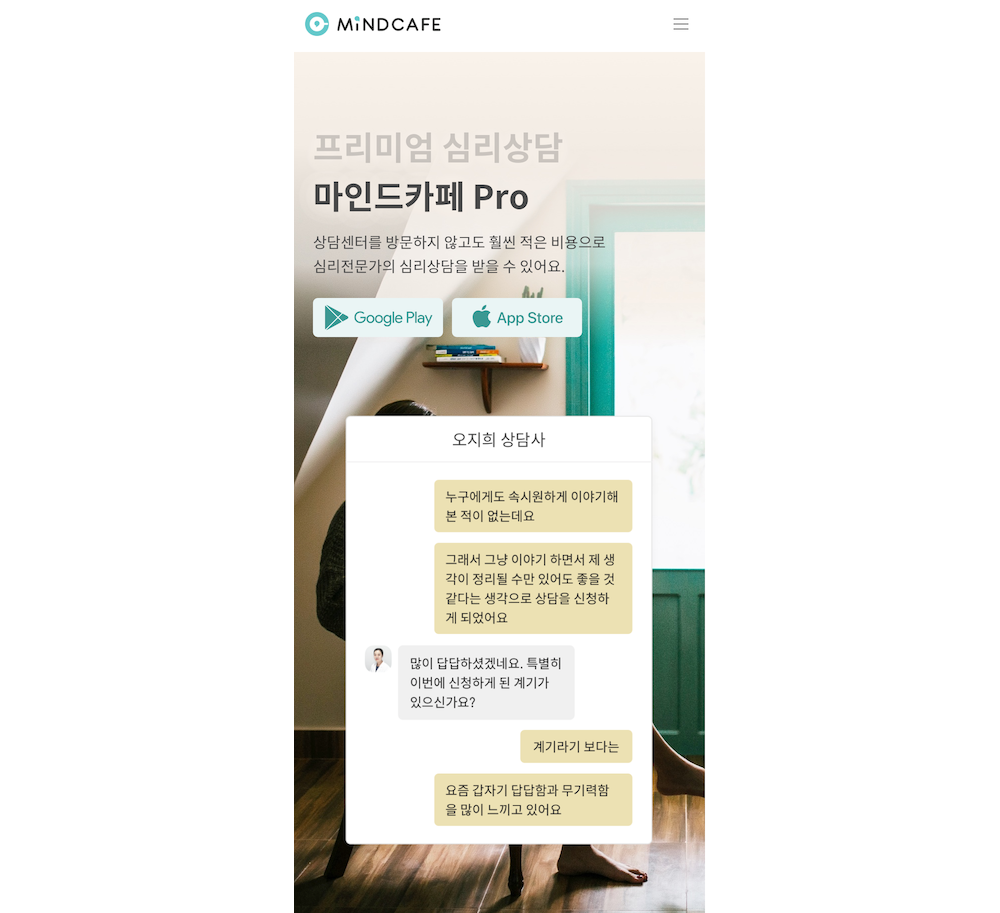 MiNDCAFE
프리미엄 심리상담
마인드카페 Pro
상담센터를 방문하지 않고도 훨씬 적은 비용으로
심리전문가의 심리상담을 받을 수 있어요.
Google Play
App Store
오지희 상담사
누구에게도 속시원하게 이야기해
본 적이 없는데요
그래서 그냥 이야기 하면서 제 생
각이 정리될 수만 있어도 좋을 것
같다는 생각으로 상담을 신청하
게 되었어요
많이 답답하셨겠네요. 특별히
이번에 신청하게 된 계기가
있으신가요?
계기라기 보다는
요즘 갑자기 답답함과 무기력함
을 많이 느끼고 있어요